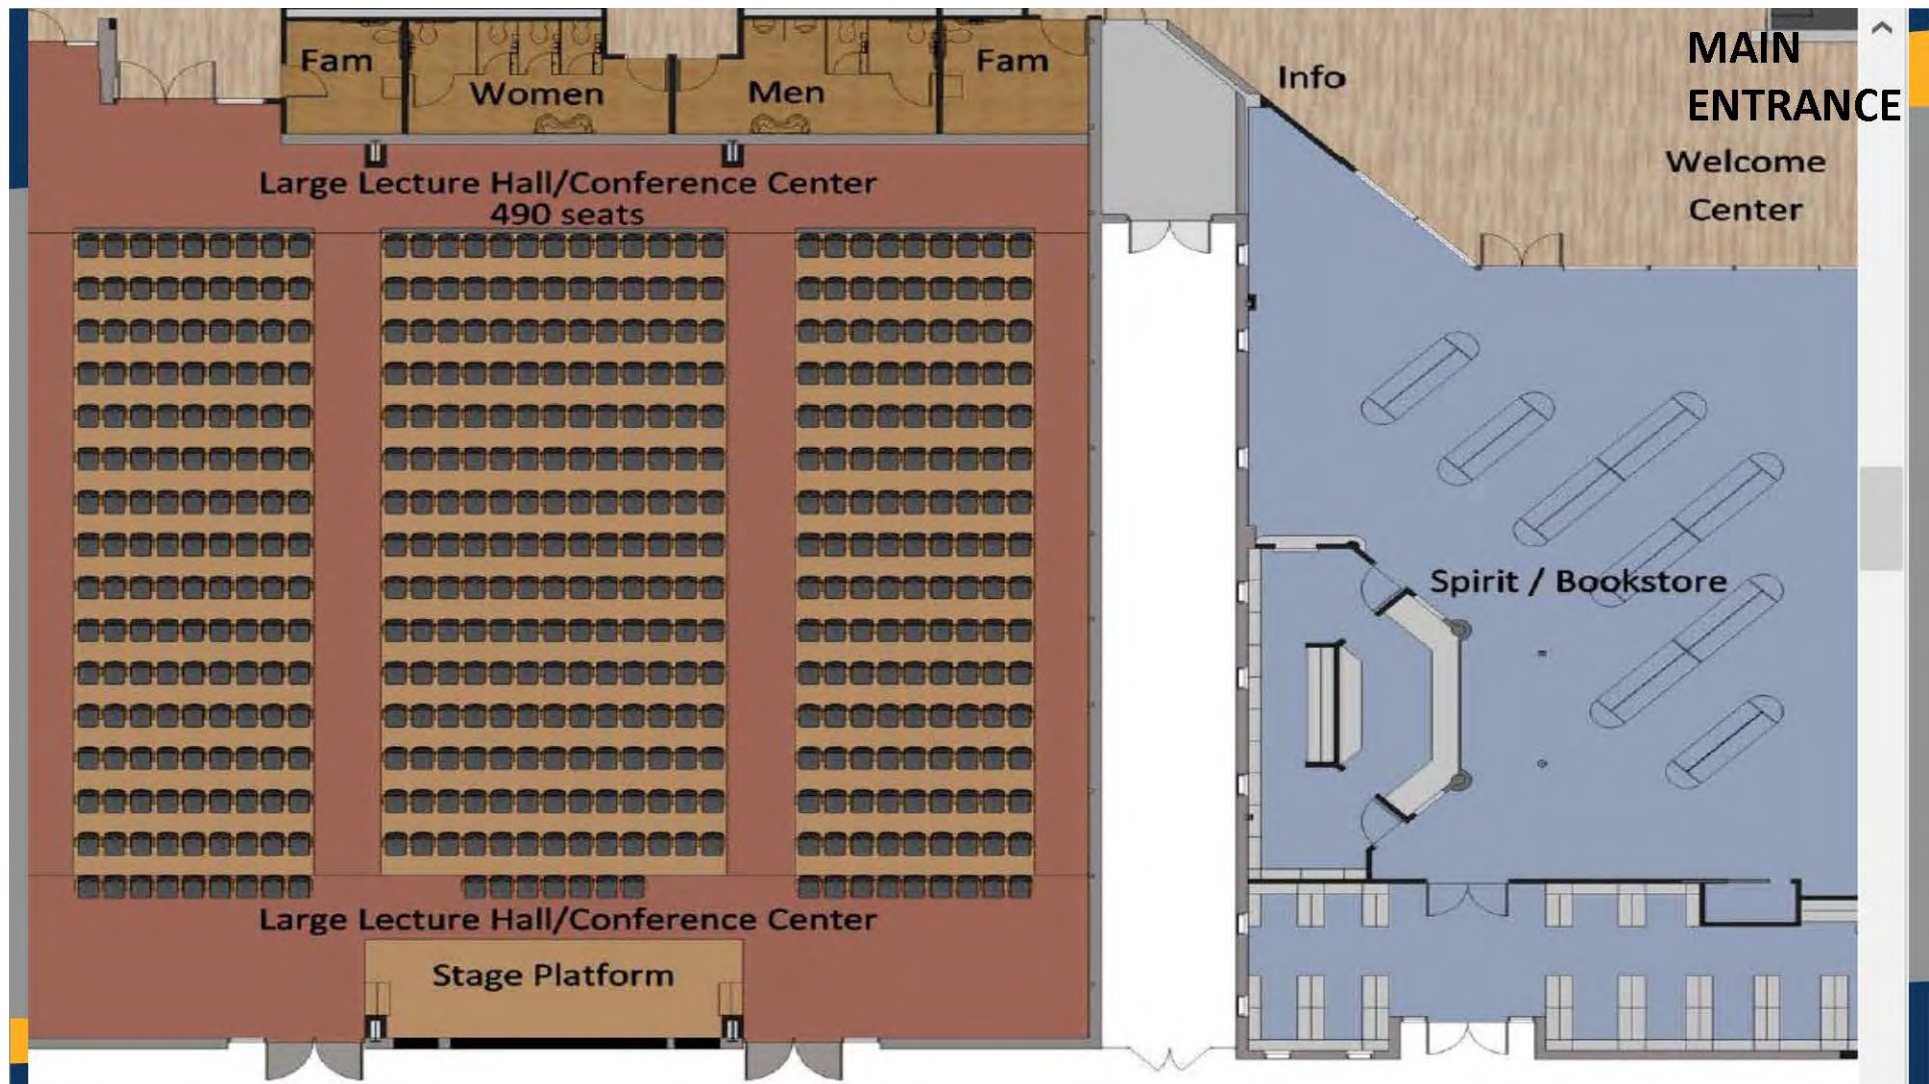 Fam
Women
Men
Fam
Info
MAIN
ENTRANCE
Welcome
Center
Large Lecture Hall/Conference Center
490 seats
Spirit / Bookstore
Large Lecture Hall/Conference Center
Stage Platform